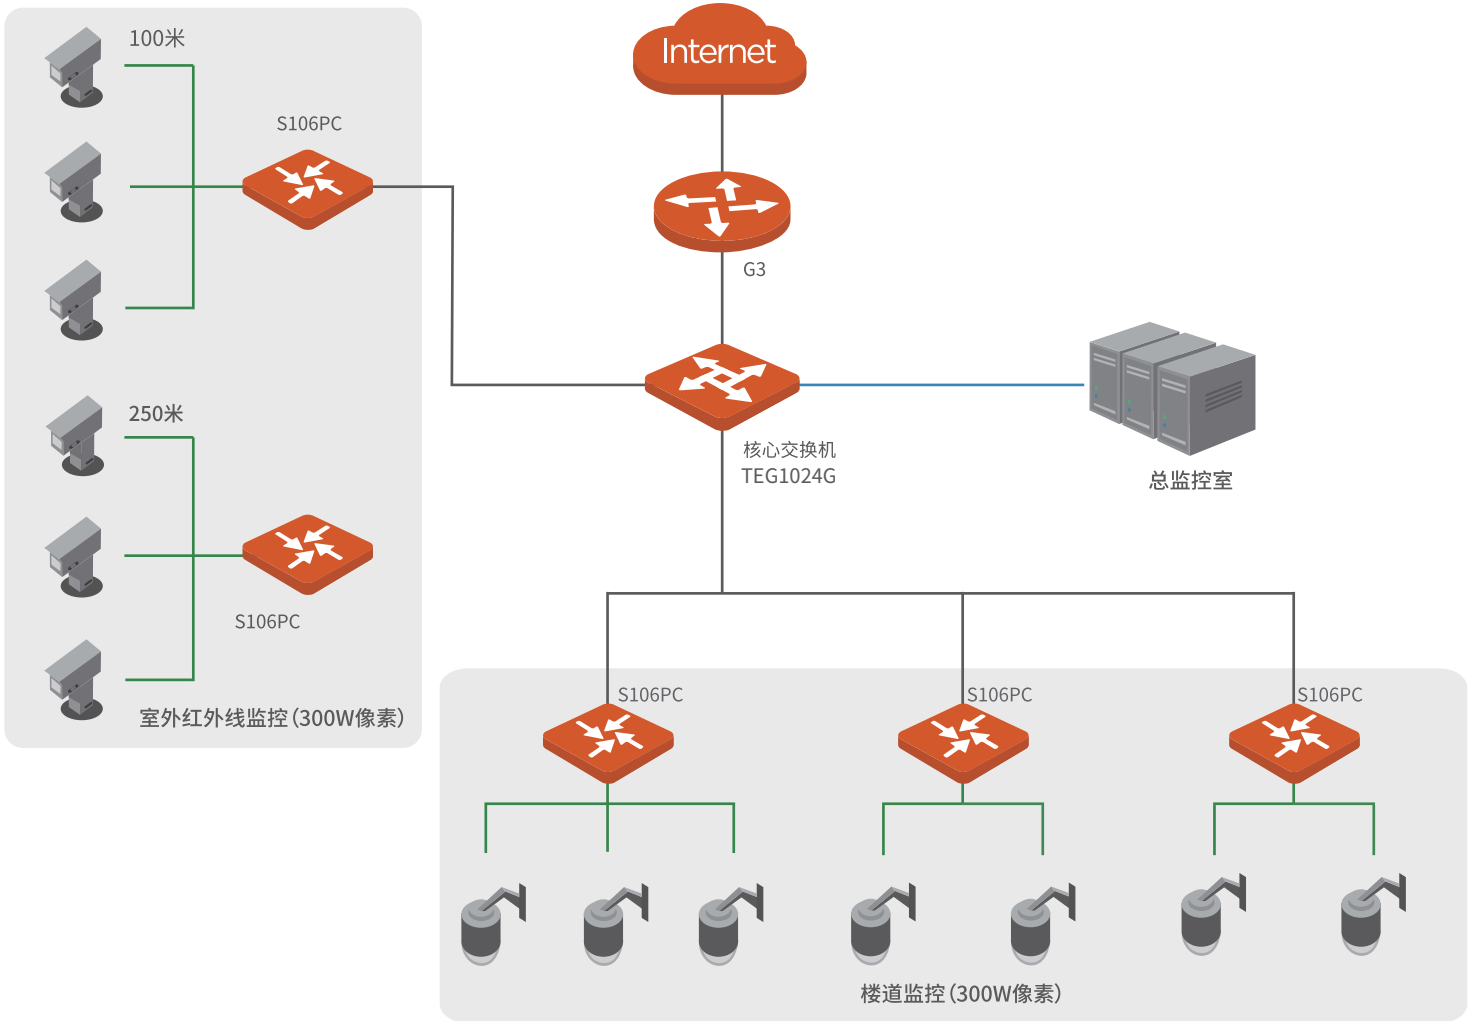 Internet
100米
S106PC
G3
250米
核心交换机
TEG1024G
总监控室
S106PC
室外红外线监控(300W像素)
S106PC
S106PC
S106PC
楼道监控(300W像素)